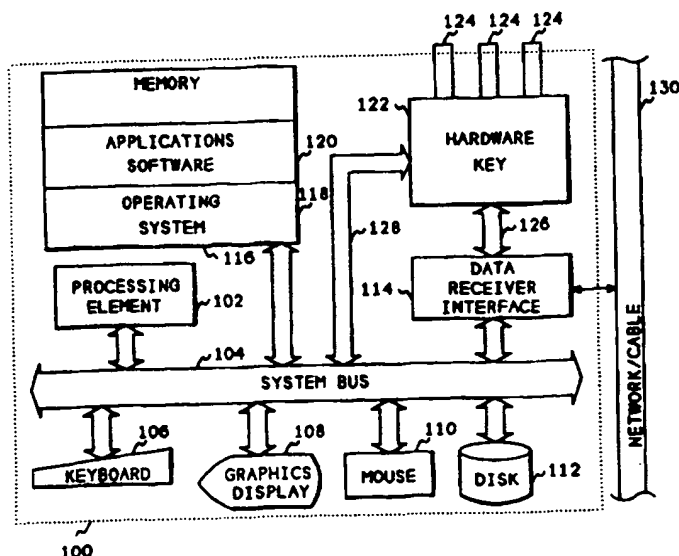 124 124 124
MEMORY
122
130
HARDWARE
KEY
APPLICATIONS
SOFTWARE
120
OPERATING
SYSTEM
118
116
128
126
PROCESSING
ELEMENT
102
114
DATA
RECEIVER
INTERFACE
104
SYSTEM BUS
NETWORK/CABLE
106
KEYBOARD
108
GRAPHICS
DISPLAY
110
MOUSE
DISK
112
100